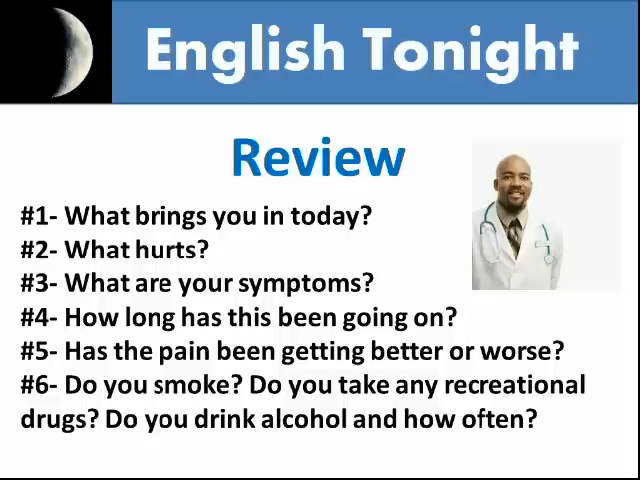 English Tonight
Review
#1- What brings you in today?
#2- What hurts?
#3- What are your symptoms?
#4- How long has this been going on?
#5- Has the pain been getting better or worse?
#6- Do you smoke? Do you take any recreational
drugs? Do you drink alcohol and how often?